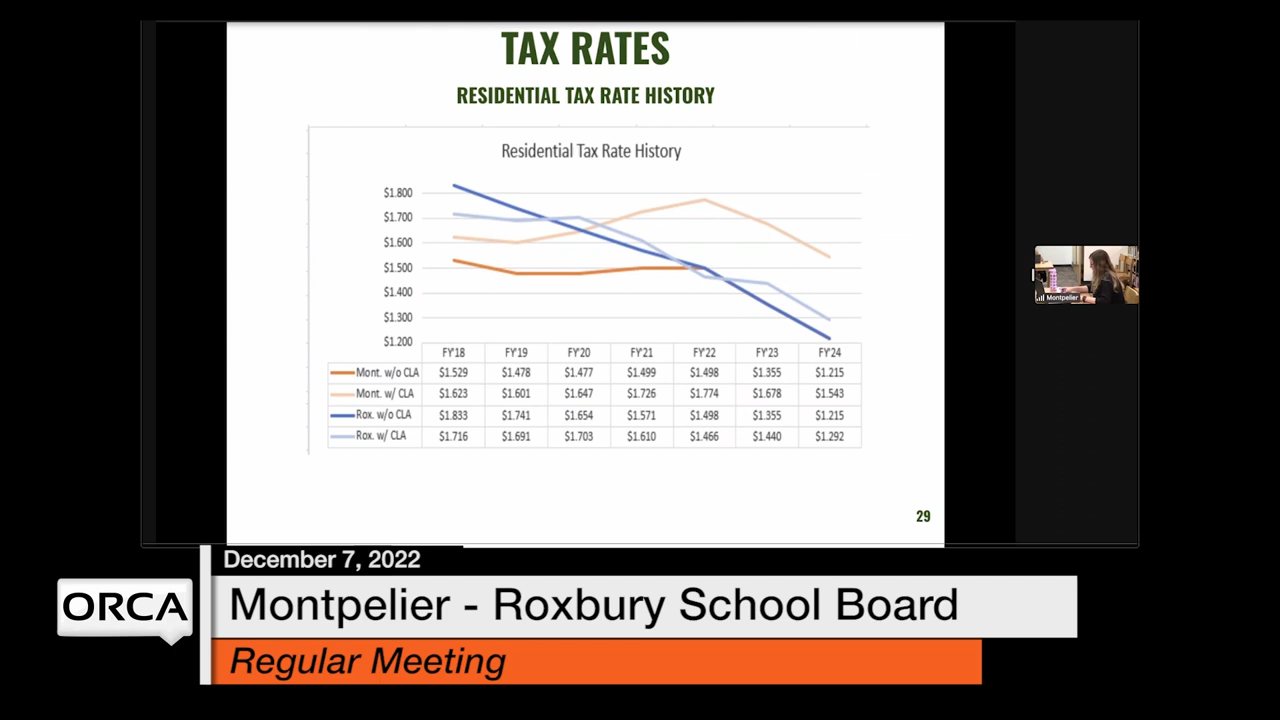 TAX RATES
RESIDENTIAL TAX RATE HISTORY
Residential Tax Rate History
$1.800
$1.700
$1.600
$1.500
$1.400
$1.300
$1.200
FY'18 FY'19 FY'20 FY'21 FY'22 FY'23 FY'24
Mont. w/o CLA $1.529 $1.478 $1.477 $1.499 $1.498 $1.355 $1.215
Mont. w/ CLA $1.623 $1.601 $1.647 $1.726 $1.774 $1.678 $1.543
Rox. w/o CLA $1.833 $1.741 $1.654 $1.571 $1.498 $1.355 $1.215
Rox. w/ CLA $1.716 $1.691 $1.703 $1.610 $1.466 $1.440 $1.292
29
Montpelier
December 7, 2022
ORCA
Montpelier - Roxbury School Board
Regular Meeting